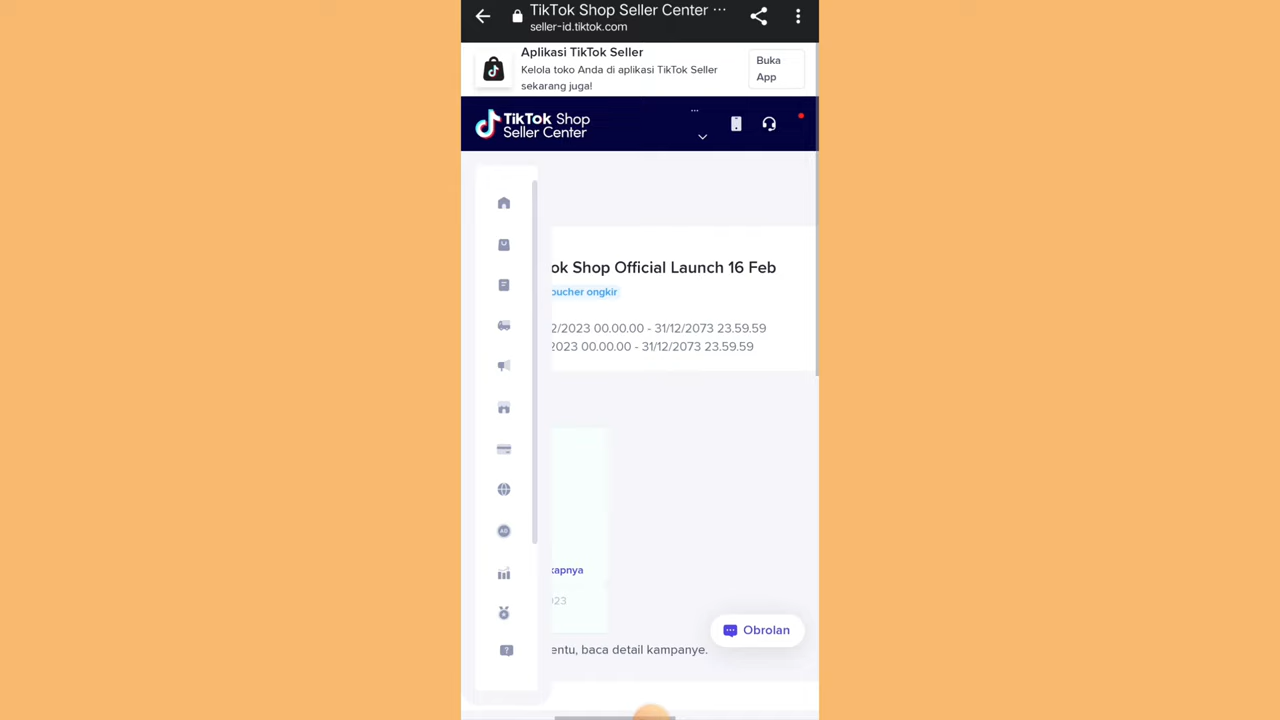 TikTok Shop Seller Center ...
seller-id.tiktok.com
Aplikasi TikTok Seller
Kelola toko Anda di aplikasi TikTok Seller
sekarang juga!
Buka
App
TikTok Shop
Seller Center
...
ok Shop Official Launch 16 Feb
oucher ongkir
2/2023 00.00.00 - 31/12/2073 23.59.59
2023 00.00.00 - 31/12/2073 23.59.59
AD
kapnya
023
Obrolan
entu, baca detail kampanye.